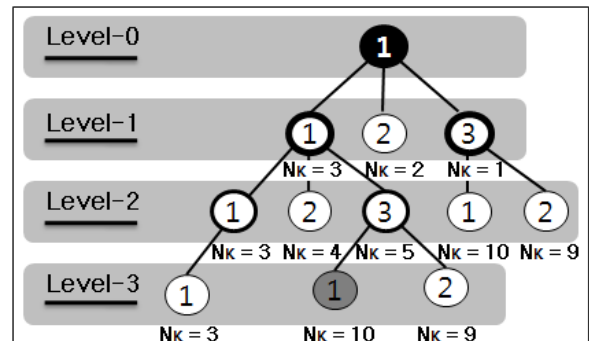 Level-0
1
Level-1
1 2 3
Nκ = 3 Nκ = 2 Nκ = 1
Level-2
1 2 3 1 2
Nκ = 3 Nκ = 4 Nκ = 5 Nκ = 10 Nκ = 9
Level-3
1 1 2
Nκ = 3 Nκ = 10 Nκ = 9